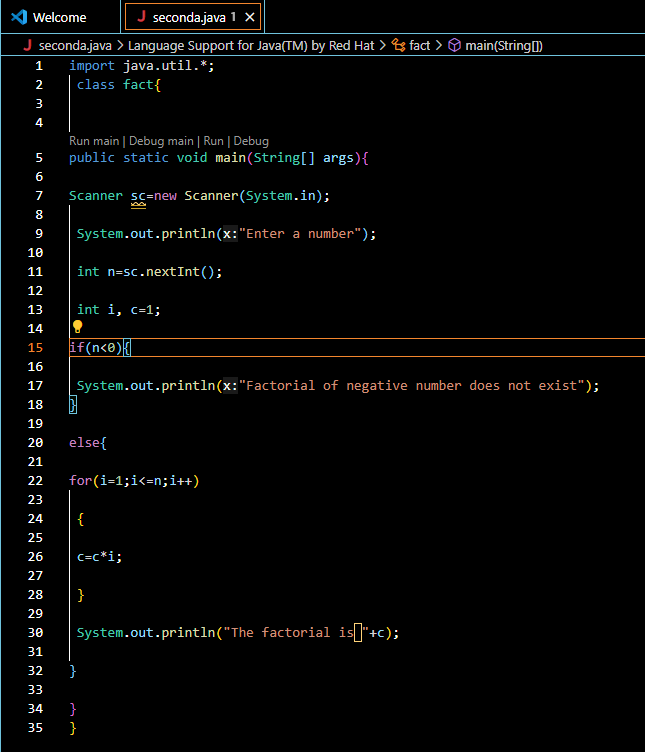 Welcome
J seconda.java 1 ×
J seconda.java > Language Support for Java(TM) by Red Hat > fact > main(String[])
1 import java.util.*;
2 class fact{
3
4
Run main | Debug main | Run | Debug
5 public static void main(String[] args){
6
7 Scanner sc=new Scanner(System.in);
8
9 System.out.println(x:"Enter a number");
10
11 int n=sc.nextInt();
12
13 int i, c=1;
14
15 if(n<0){
16
17 System.out.println(x:"Factorial of negative number does not exist");
18 }
19
20 else{
21
22 for(i=1;i<=n;i++)
23
24 {
25
26 c=c*i;
27
28 }
29
30 System.out.println("The factorial is "+c);
31
32 }
33
34 }
35 }